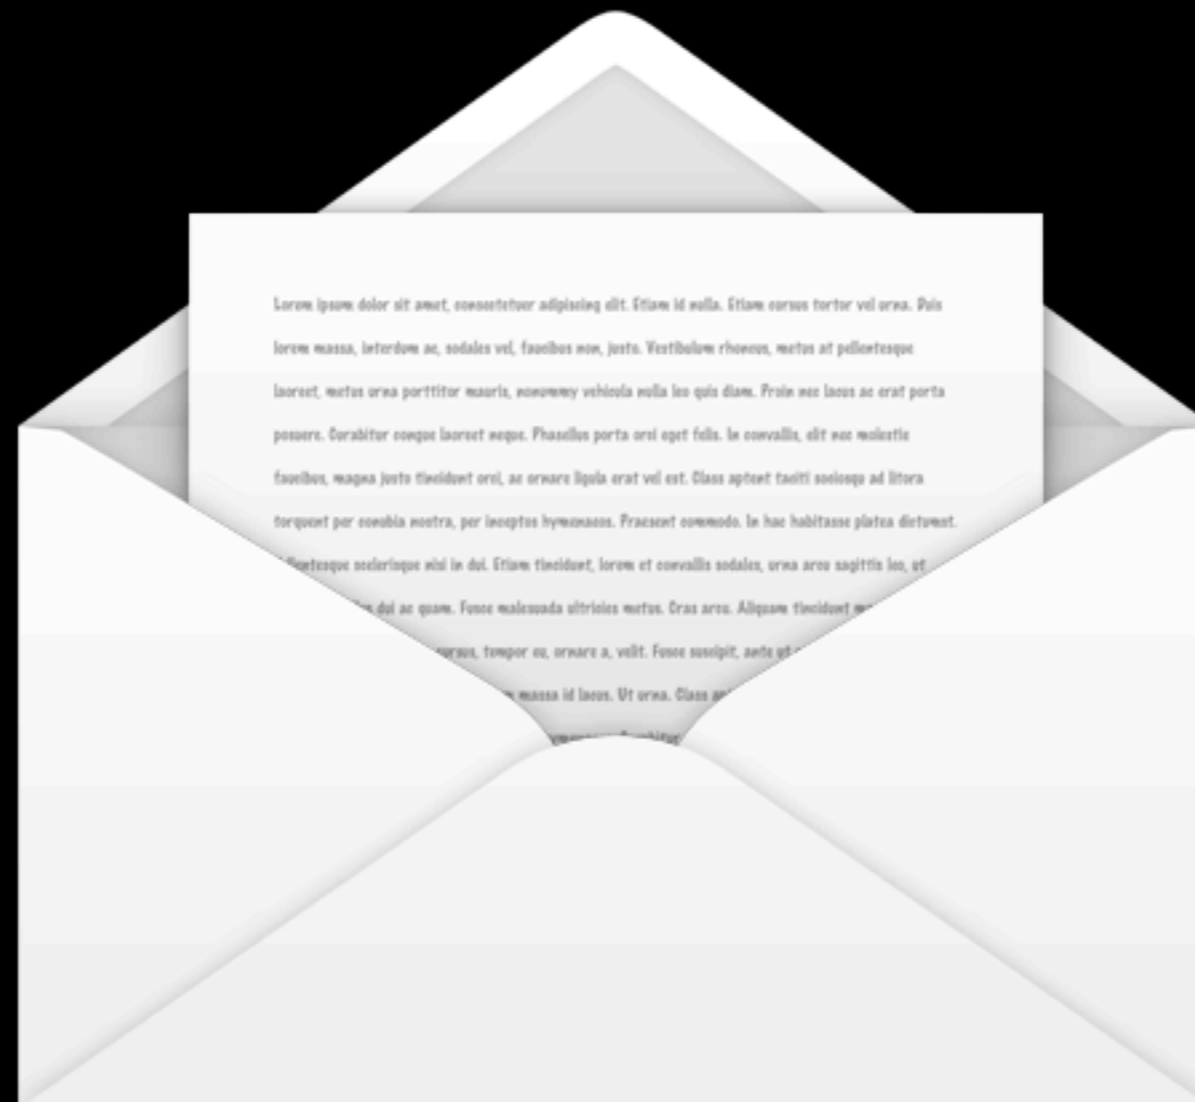 Lorem ipsum dolor sit amet, consectetuer adipiscing elit. Etiam id nulla. Etiam cursus tortor vel urna. Duis
lorem massa, interdum ac, sodales vel, faucibus non, justo. Vestibulum rhoncus, metus at pellentesque
laoreet, metus urna porttitor mauris, nonummy vehicula nulla leo quis diam. Proin nec lacus ac erat porta
posuere. Curabitur congue laoreet neque. Phasellus porta orci eget felis. In convallis, elit nec molestie
faucibus, magna justo tincidunt orci, ac ornare ligula erat vel est. Class aptent taciti sociosqu ad litora
torquent per conubia nostra, per inceptos hymenaeos. Praesent commodo. In hac habitasse platea dictumst.
scelerisque nisi in dui. Etiam tincidunt, lorem et convallis sodales, urna arcu sagittis leo, ut
dui ac quam. Fusce malesuada ultricies metus. Cras arcu. Aliquam tincidunt
tempor eu, ornare a, velit. Fusce suscipit, ante ut
massa id lacus. Ut urna. Class